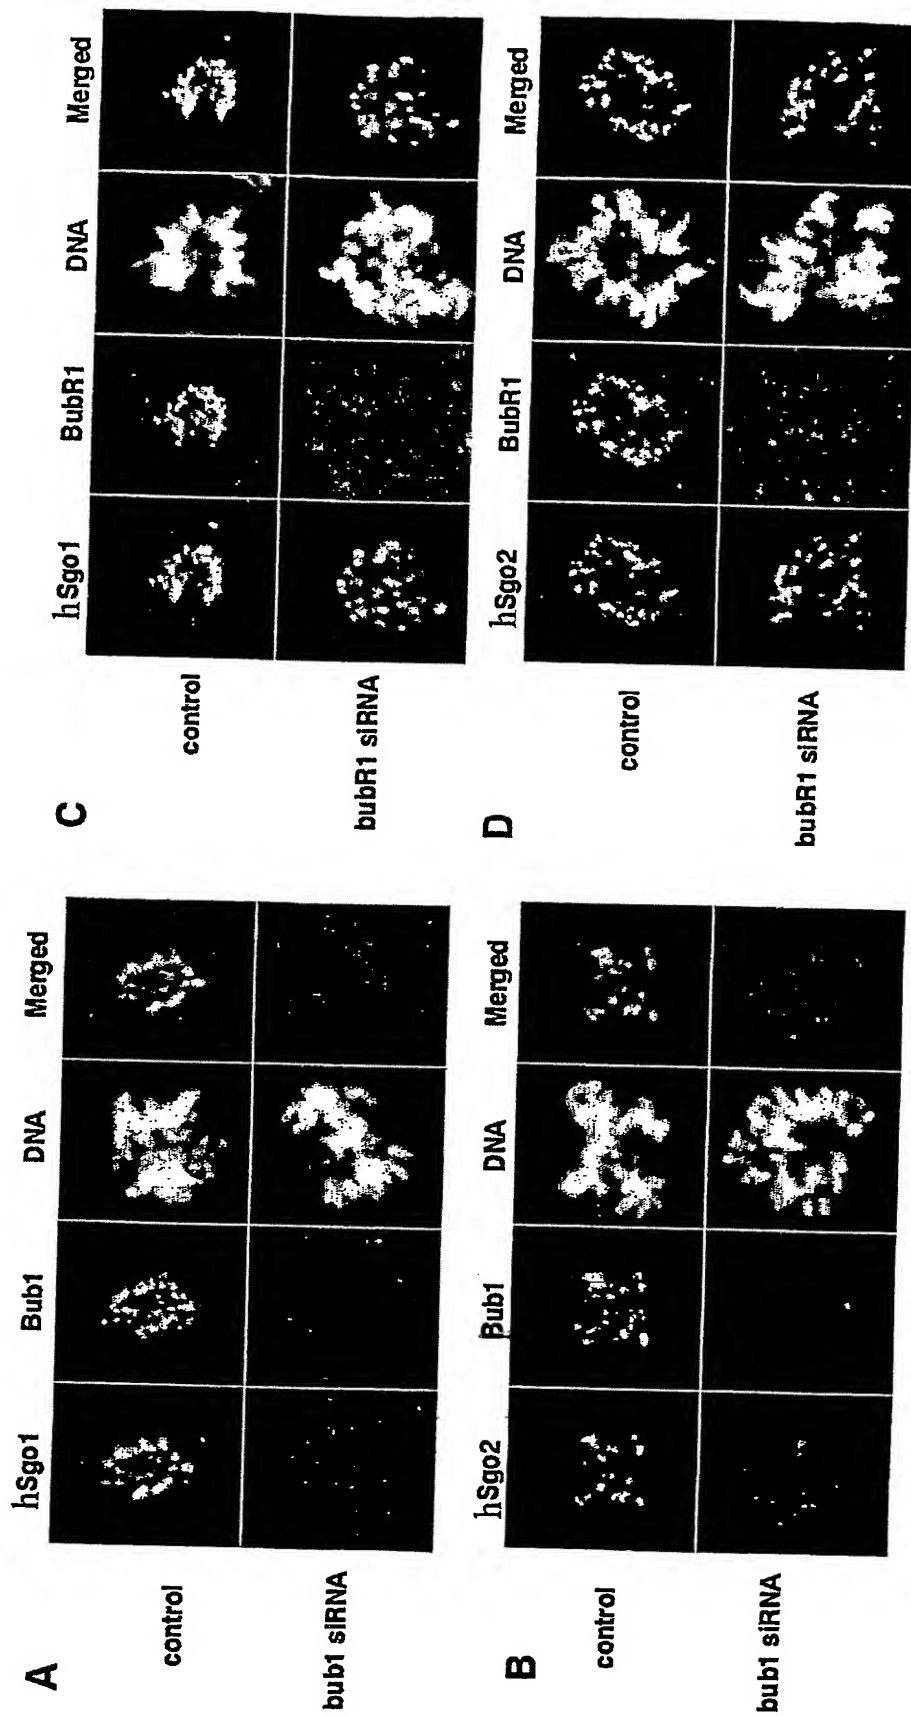 A
hSgo1 Bub1 DNA Merged
control
bub1 siRNA
B
hSgo2 Bub1 DNA Merged
control
bub1 siRNA
C
hSgo1 BubR1 DNA Merged
control
bubR1 siRNA
D
hSgo2 BubR1 DNA Merged
control
bubR1 siRNA